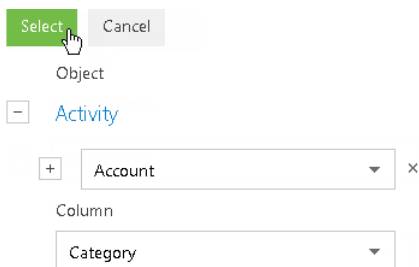 Select Cancel
Object
Activity
Account
Column
Category